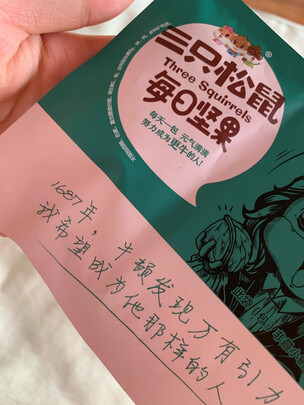 三只松鼠
Three Squirrels
每日坚果
每天一包 元气满满
努力成为更牛的人!
1687年,牛顿发现万有引力
我希望成为他那样的人